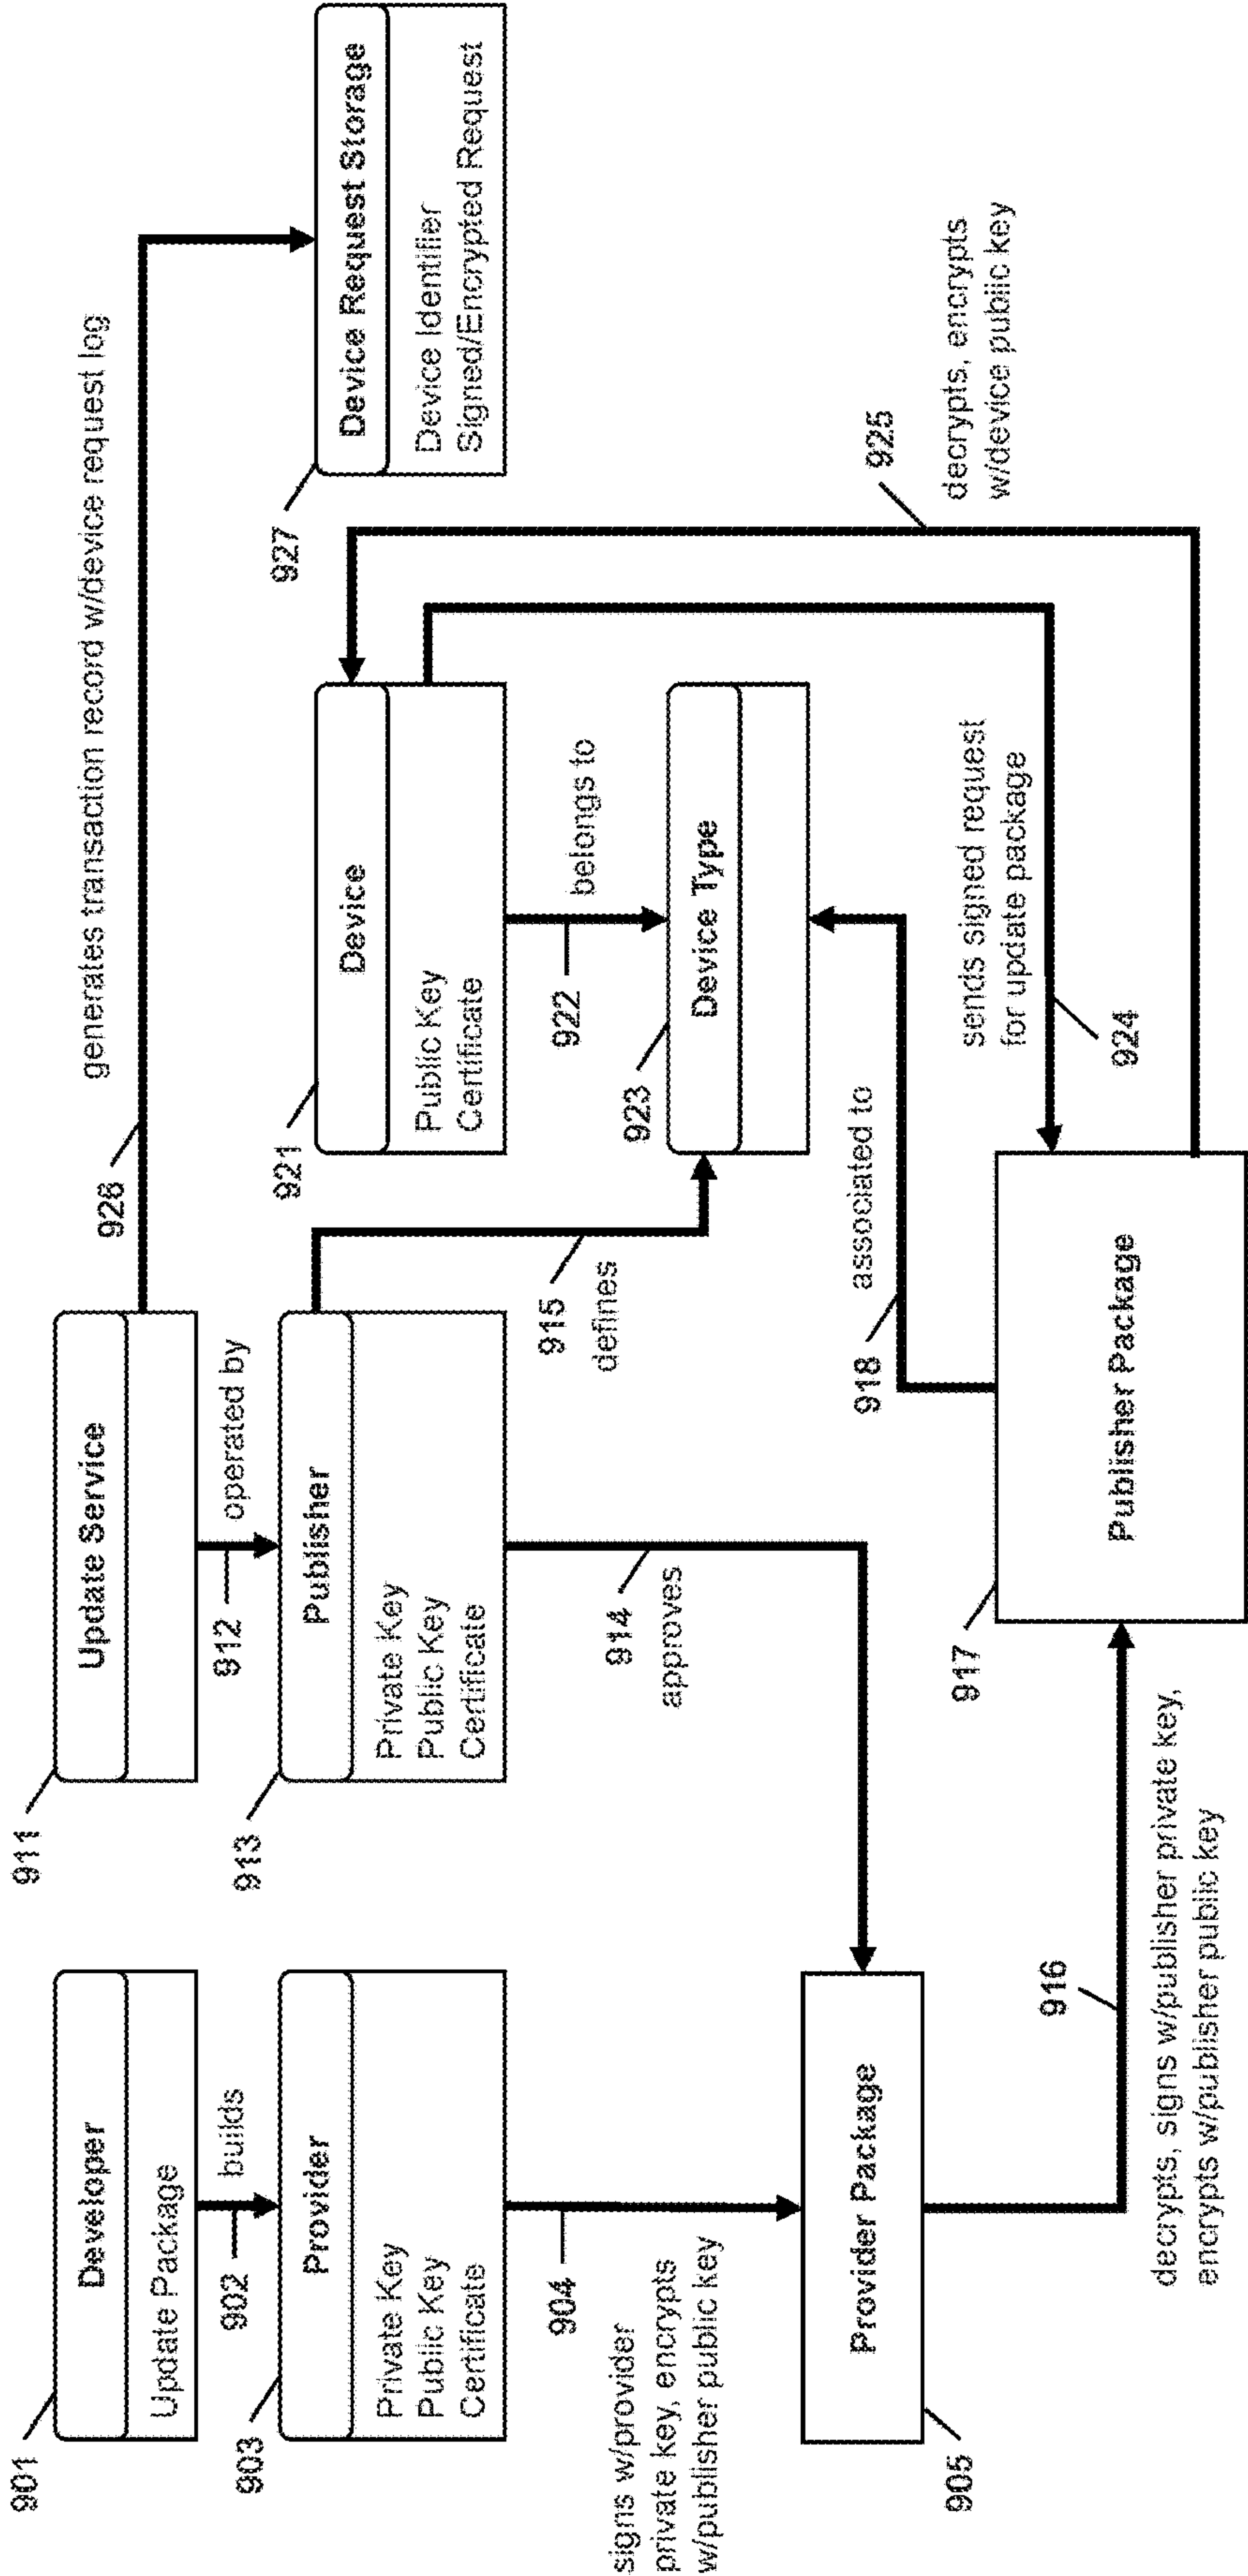 901
Developer
Update Package
902
builds
903
Provider
Private Key
Public Key
Certificate
904
signs w/provider
private key, encrypts
w/publisher public key
Provider Package
905
911
Update Service
912
operated by
913
Publisher
Private Key
Public Key
Certificate
914
approves
915
defines
916
decrypts, signs w/publisher private key,
encrypts w/publisher public key
917
Publisher Package
918
associated to
921
Device
Public Key
Certificate
922
belongs to
923
Device Type
sends signed request
for update package
924
925
decrypts, encrypts
w/device public key
926
generates transaction record w/device request log
927
Device Request Storage
Device Identifier
Signed/Encrypted Request